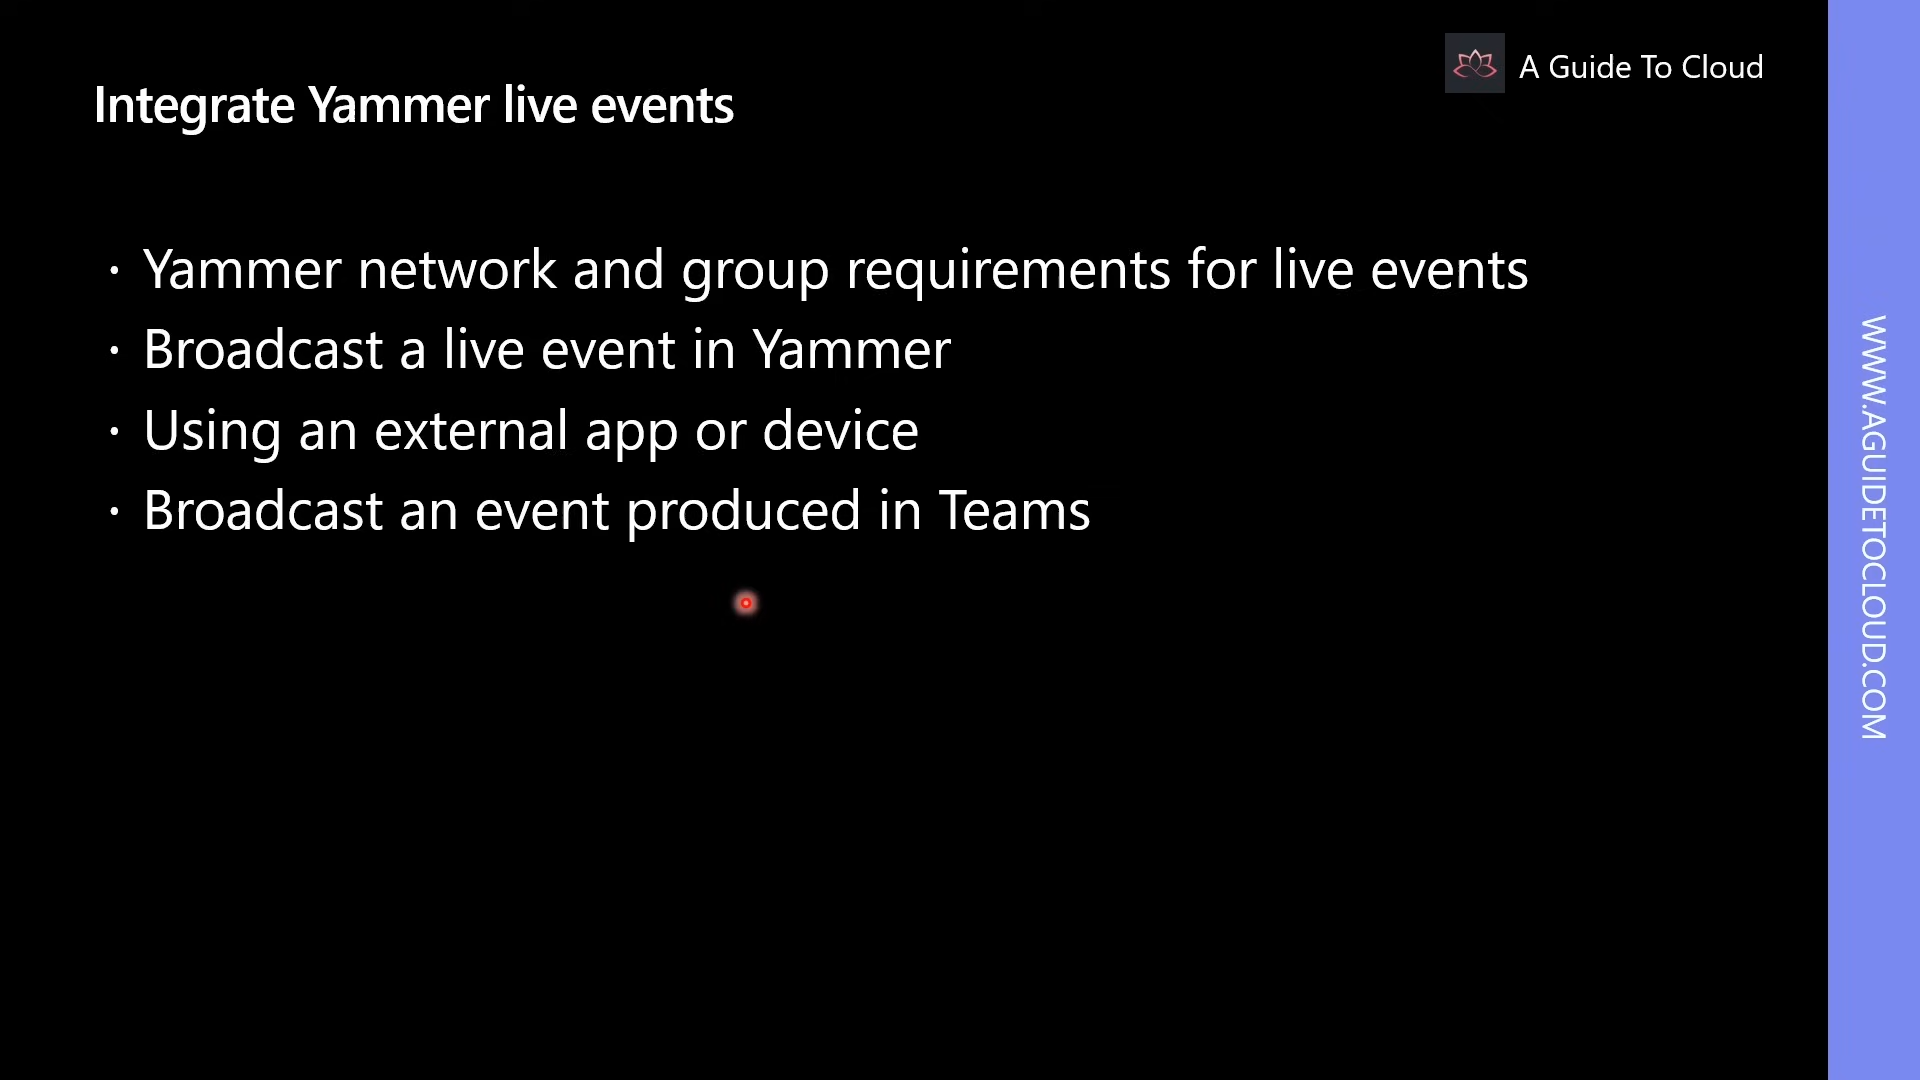 A Guide To Cloud
Integrate Yammer live events
· Yammer network and group requirements for live events
· Broadcast a live event in Yammer
· Using an external app or device
· Broadcast an event produced in Teams
WWW.AGUIDETOCLOUD.COM